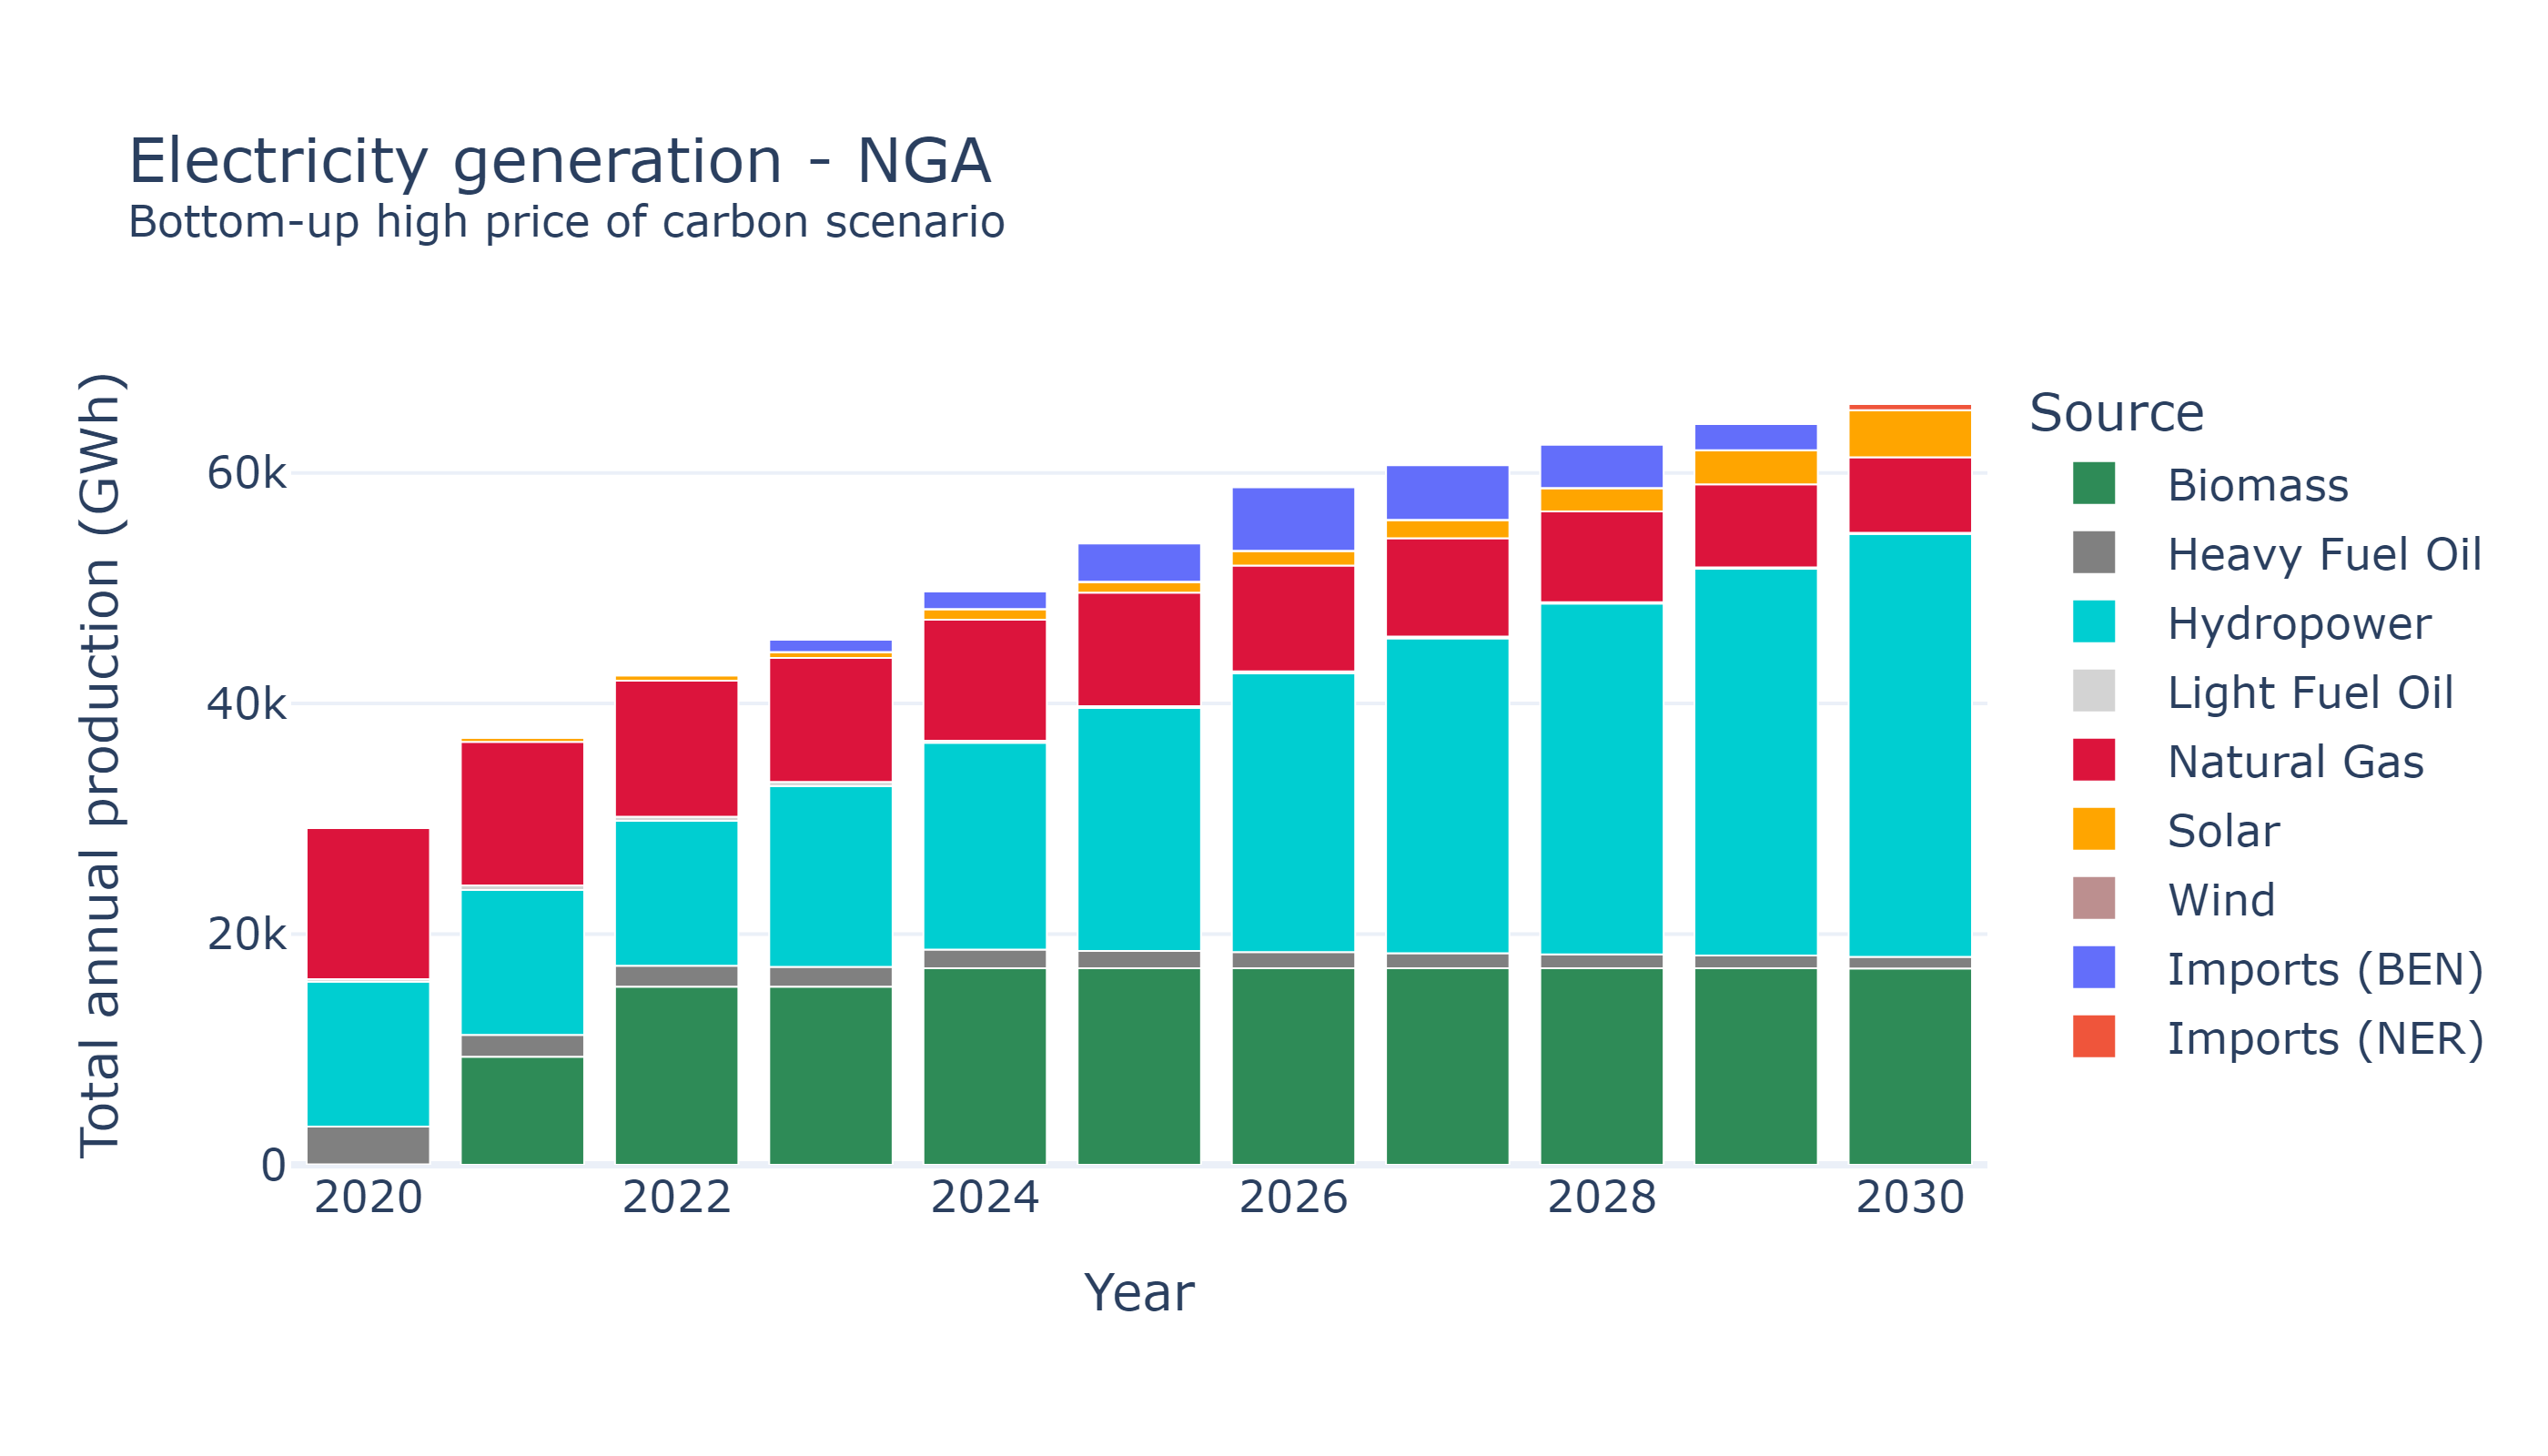 Electricity generation - NGA
Bottom-up high price of carbon scenario
Total annual production (GWh)
60k
40k
20k
0
2020
2022
2024
2026
2028
2030
Year
Source
Biomass
Heavy Fuel Oil
Hydropower
Light Fuel Oil
Natural Gas
Solar
Wind
Imports (BEN)
Imports (NER)